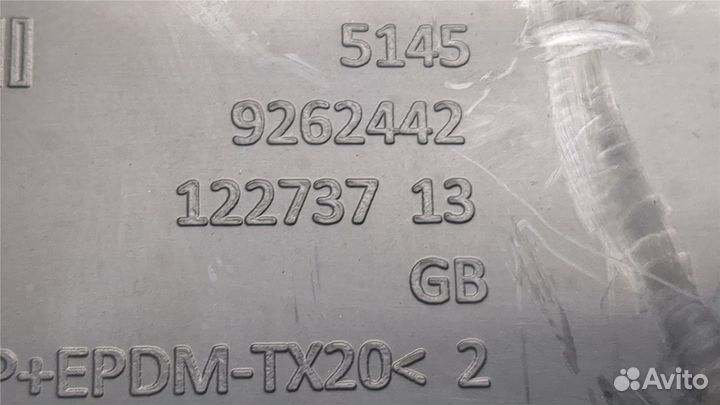 5145
9262442
122737 13
GB
P+EPDM-TX20< 2
Avito